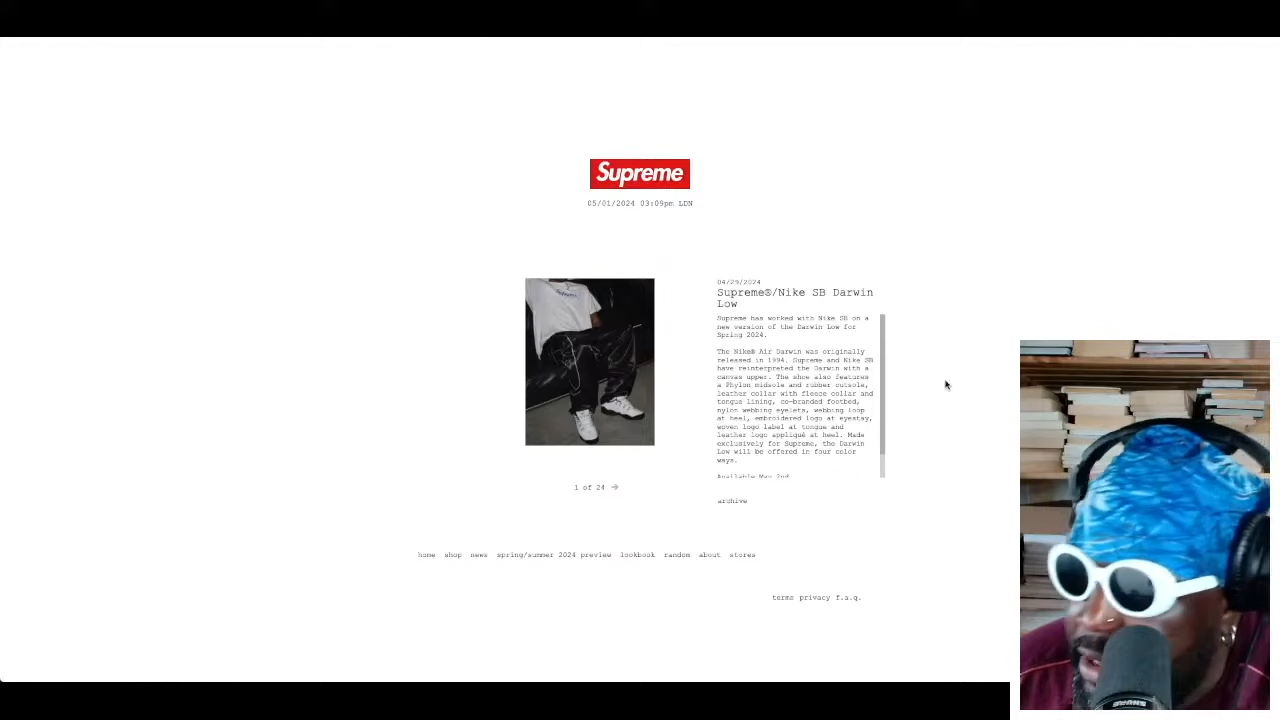 Supreme
05/01/2024 03:09pm LDN
04/29/2024
Supreme®/Nike SB Darwin
Low
Supreme has worked with Nike SB on a
new version of the Darwin Low for
Spring 2024.
The Nike® Air Darwin was originally
released in 1994. Supreme and Nike SB
have reinterpreted the Darwin with a
canvas upper. The shoe also features
a Phylon midsole and rubber outsole,
leather collar with fleece collar and
tongue lining, co-branded footbed,
nylon webbing eyelets, webbing loop
at heel, embroidered logo at eyestay,
woven logo label at tongue and
leather logo appliqué at heel. Made
exclusively for Supreme, the Darwin
Low will be offered in four color
ways.
Available May 2nd
1 of 24
archive
home shop news spring/summer 2024 preview lookbook random about stores
terms privacy f.a.q.
SHURE